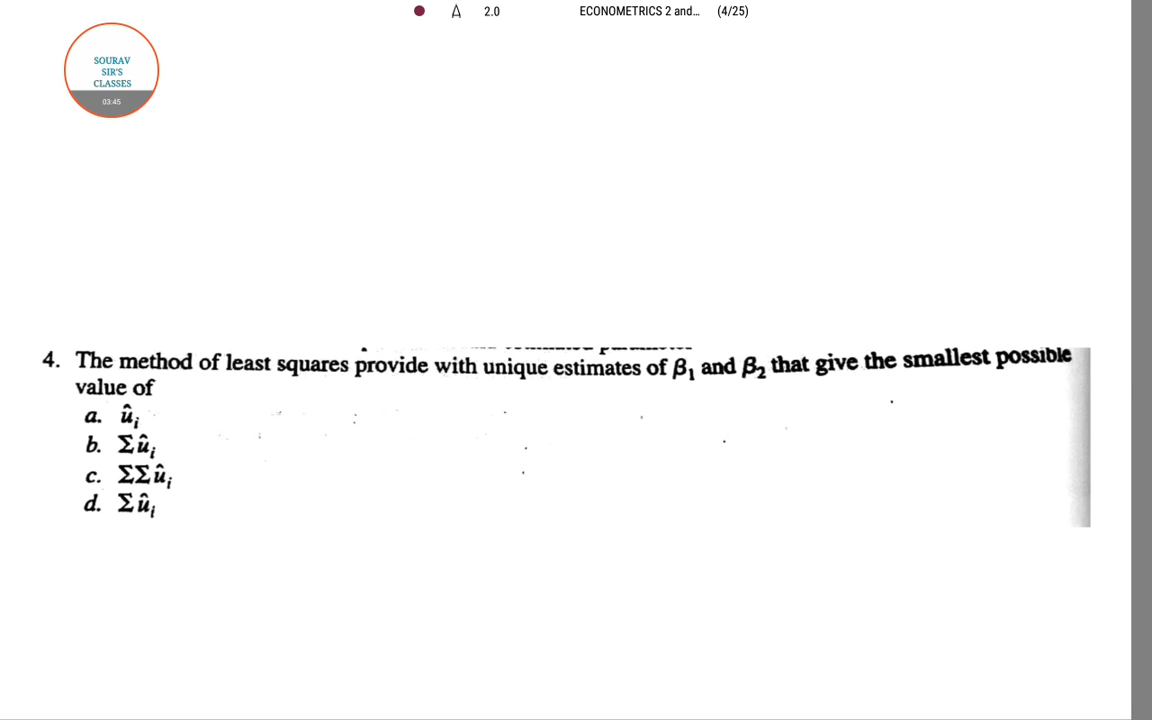 2.0 ECONOMETRICS 2 and... (4/25)
SOURAV
SIR'S
CLASSES
03:45
4. The method of least squares provide with unique estimates of β₁ and β₂ that give the smallest possible
value of
a. ûᵢ
b. Σûᵢ
c. ΣΣûᵢ
d. Σûᵢ